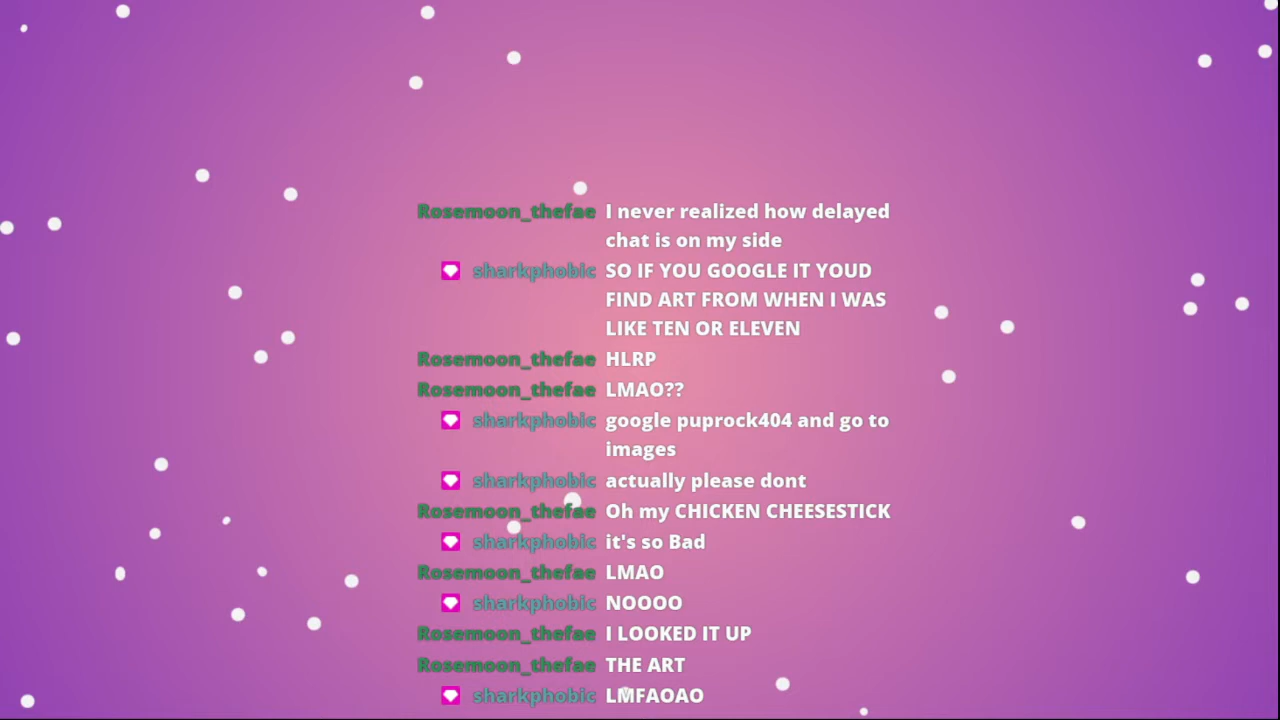 Rosemoon_thefae I never realized how delayed
chat is on my side
sharkphobic SO IF YOU GOOGLE IT YOUD
FIND ART FROM WHEN I WAS
LIKE TEN OR ELEVEN
Rosemoon_thefae HLRP
Rosemoon_thefae LMAO??
sharkphobic google puprock404 and go to
images
sharkphobic actually please dont
Rosemoon_thefae Oh my CHICKEN CHEESESTICK
sharkphobic it's so Bad
Rosemoon_thefae LMAO
sharkphobic NOOOO
Rosemoon_thefae I LOOKED IT UP
Rosemoon_thefae THE ART
sharkphobic LMFAOAO